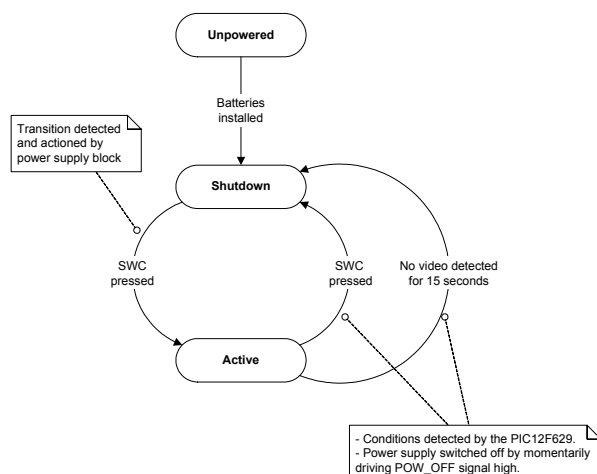 Unpowered
Batteries
installed
Transition detected
and actioned by
power supply block
Shutdown
SWC
pressed
SWC
pressed
No video detected
for 15 seconds
Active
- Conditions detected by the PIC12F629.
- Power supply switched off by momentarily
driving POW_OFF signal high.